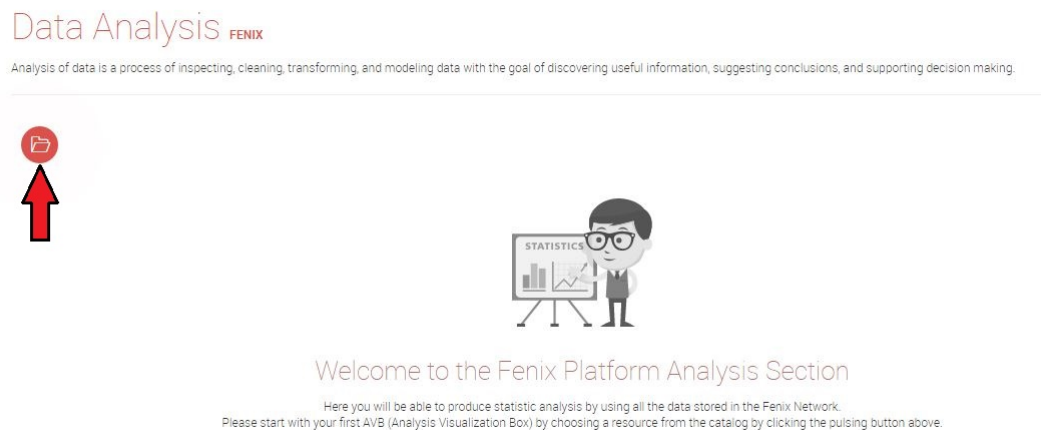 Data Analysis FENIX
Analysis of data is a process of inspecting, cleaning, transforming, and modeling data with the goal of discovering useful information, suggesting conclusions, and supporting decision making.
STATISTICS
Welcome to the Fenix Platform Analysis Section
Here you will be able to produce statistic analysis by using all the data stored in the Fenix Network.
Please start with your first AVB (Analysis Visualization Box) by choosing a resource from the catalog by clicking the pulsing button above.